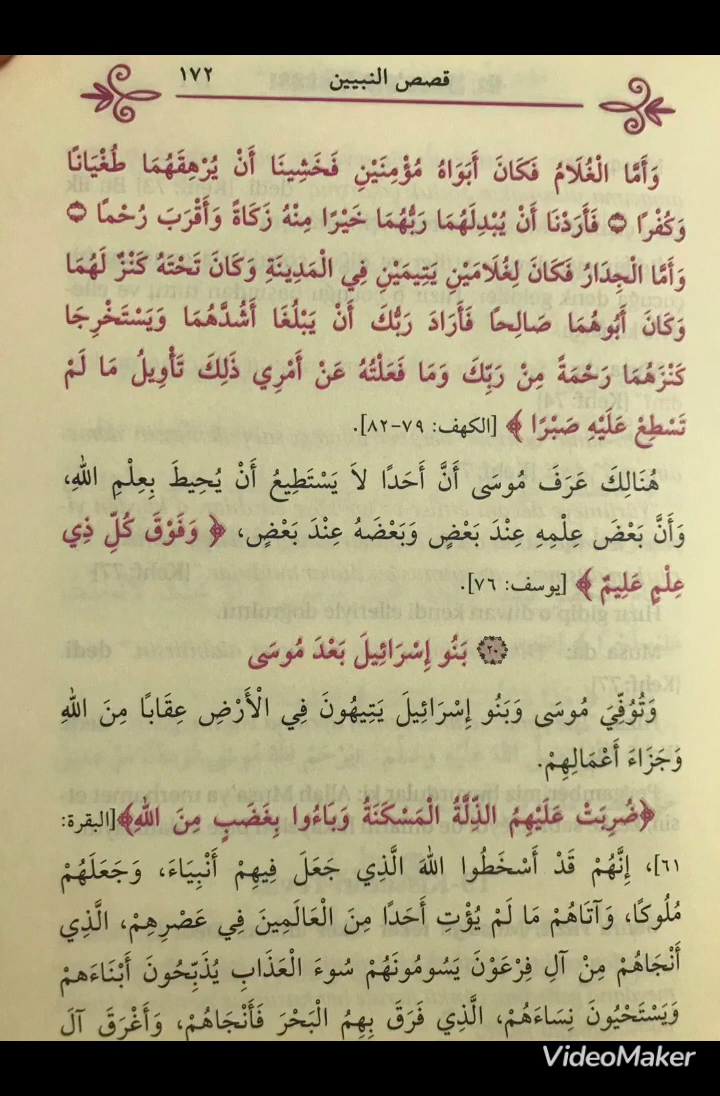 قصص النبيين ١٧٢
وَأَمَّا الْغُلَامُ فَكَانَ أَبَوَاهُ مُؤْمِنَيْنِ فَخَشِينَا أَنْ يُرْهِقَهُمَا طُغْيَانًا
وَكُفْرًا ۝ فَأَرَدْنَا أَنْ يُبْدِلَهُمَا رَبُّهُمَا خَيْرًا مِنْهُ زَكَاةً وَأَقْرَبَ رُحْمًا ۝
وَأَمَّا الْجِدَارُ فَكَانَ لِغُلَامَيْنِ يَتِيمَيْنِ فِي الْمَدِينَةِ وَكَانَ تَحْتَهُ كَنْزٌ لَهُمَا
وَكَانَ أَبُوهُمَا صَالِحًا فَأَرَادَ رَبُّكَ أَنْ يَبْلُغَا أَشُدَّهُمَا وَيَسْتَخْرِجَا
كَنْزَهُمَا رَحْمَةً مِنْ رَبِّكَ وَمَا فَعَلْتُهُ عَنْ أَمْرِي ذَلِكَ تَأْوِيلُ مَا لَمْ
تَسْطِعْ عَلَيْهِ صَبْرًا ﴾ [الكهف: ٧٩-٨٢].
هُنَالِكَ عَرَفَ مُوسَى أَنَّ أَحَدًا لاَ يَسْتَطِيعُ أَنْ يُحِيطَ بِعِلْمِ اللهِ،
وَأَنَّ بَعْضَ عِلْمِهِ عِنْدَ بَعْضٍ وَبَعْضَهُ عِنْدَ بَعْضٍ، ﴿ وَفَوْقَ كُلِّ ذِي
عِلْمٍ عَلِيمٌ ﴾ [يوسف: ٧٦].
بَنُو إِسْرَائِيلَ بَعْدَ مُوسَى
وَتُوُفِّيَ مُوسَى وَبَنُو إِسْرَائِيلَ يَتِيهُونَ فِي الْأَرْضِ عِقَابًا مِنَ اللهِ
وَجَزَاءَ أَعْمَالِهِمْ.
﴿ضُرِبَتْ عَلَيْهِمُ الذِّلَّةُ الْمَسْكَنَةُ وَبَاءُوا بِغَضَبٍ مِنَ اللهِ﴾ [البقرة:
٦١]، إِنَّهُمْ قَدْ أَسْخَطُوا اللهَ الَّذِي جَعَلَ فِيهِمْ أَنْبِيَاءَ، وَجَعَلَهُمْ
مُلُوكًا، وَآتَاهُمْ مَا لَمْ يُؤْتِ أَحَدًا مِنَ الْعَالَمِينَ فِي عَصْرِهِمْ، الَّذِي
أَنْجَاهُمْ مِنْ آلِ فِرْعَوْنَ يَسُومُونَهُمْ سُوءَ الْعَذَابِ يُذَبِّحُونَ أَبْنَاءَهمْ
وَيَسْتَحْيُونَ نِسَاءَهُمْ، الَّذِي فَرَقَ بِهِمُ الْبَحْرَ فَأَنْجَاهُمْ، وَأَغْرَقَ آلَ
VideoMaker